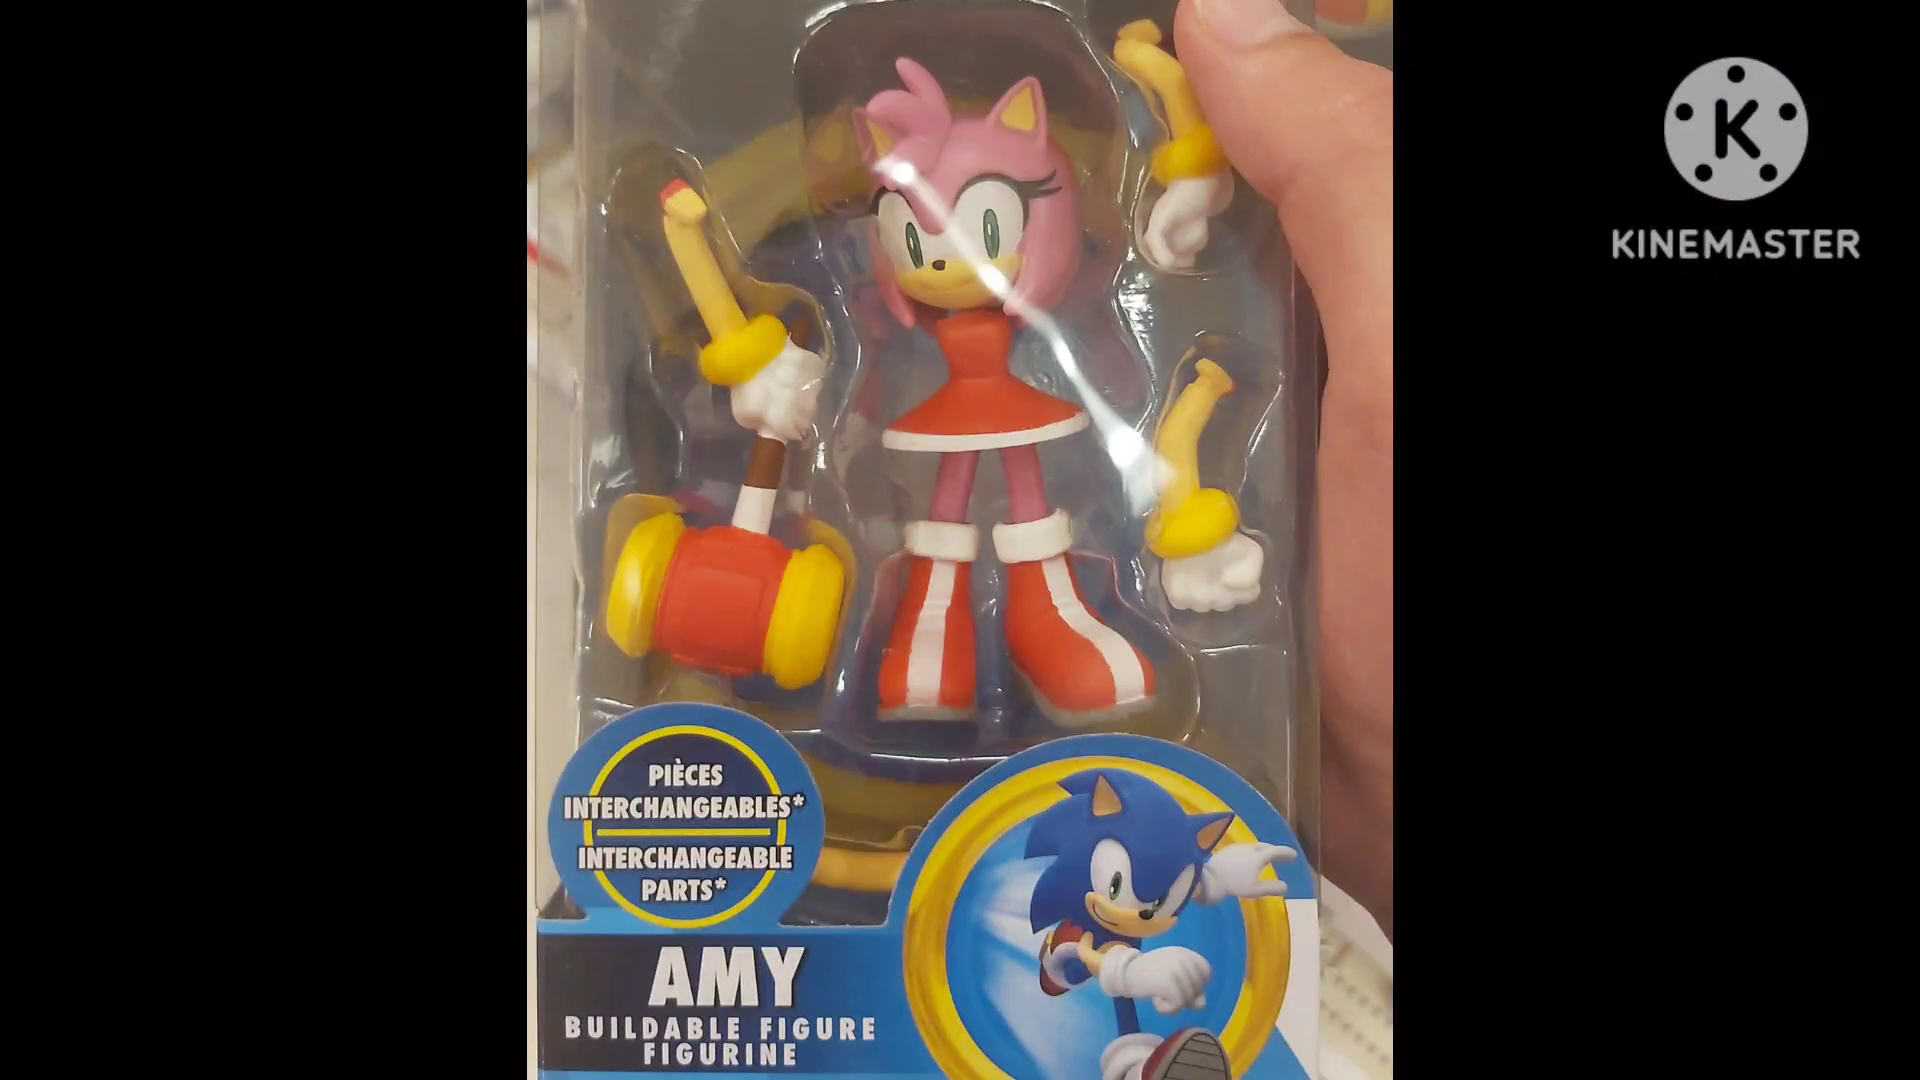 K
KINEMASTER
PIÈCES
INTERCHANGEABLES*
INTERCHANGEABLE
PARTS*
AMY
BUILDABLE FIGURE
FIGURINE